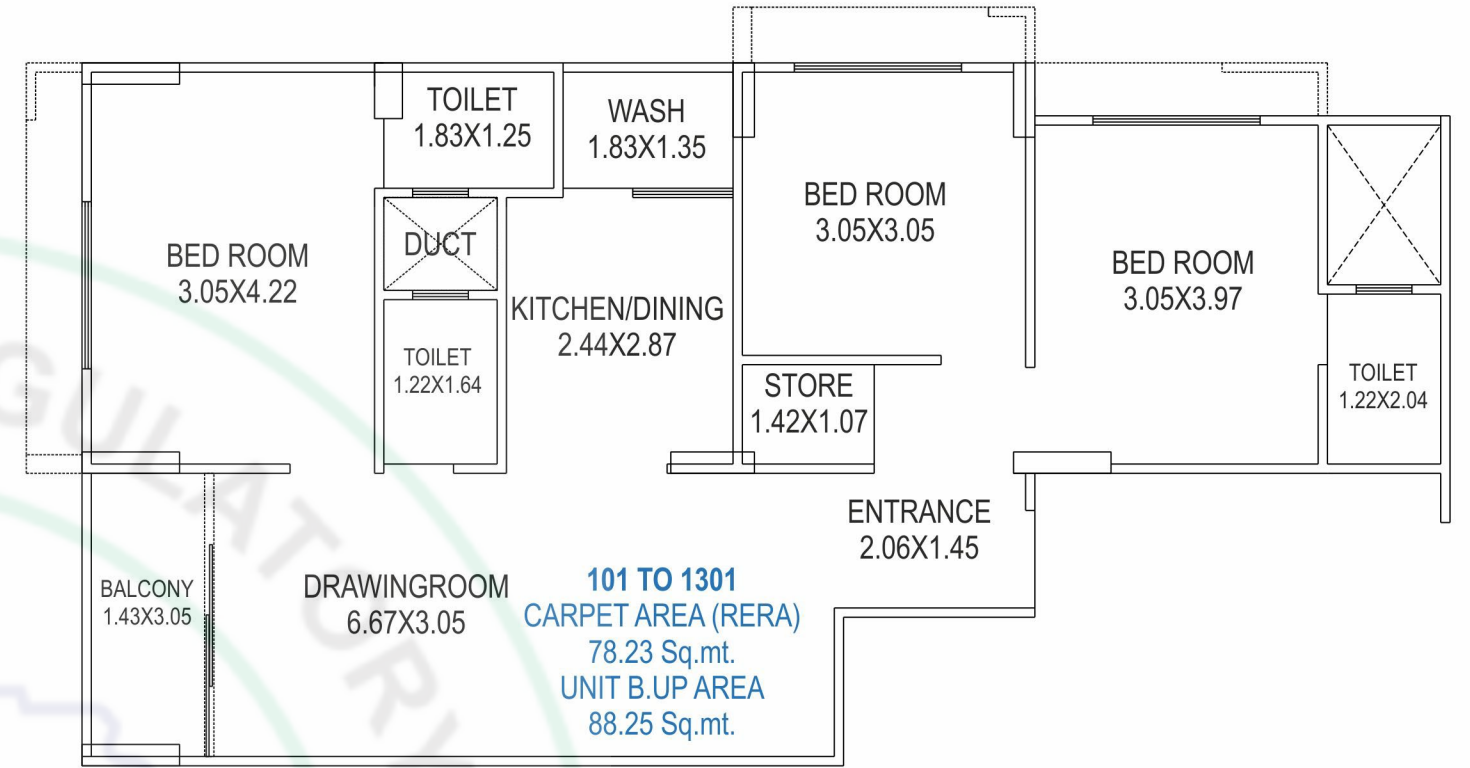 TOILET
1.83X1.25
WASH
1.83X1.35
BED ROOM
3.05X3.05
BED ROOM
3.05X4.22
DUCT
BED ROOM
3.05X3.97
KITCHEN/DINING
2.44X2.87
TOILET
1.22X1.64
STORE
1.42X1.07
TOILET
1.22X2.04
ENTRANCE
2.06X1.45
BALCONY
1.43X3.05
DRAWINGROOM
6.67X3.05
101 TO 1301
CARPET AREA (RERA)
78.23 Sq.mt.
UNIT B.UP AREA
88.25 Sq.mt.
GULATORY